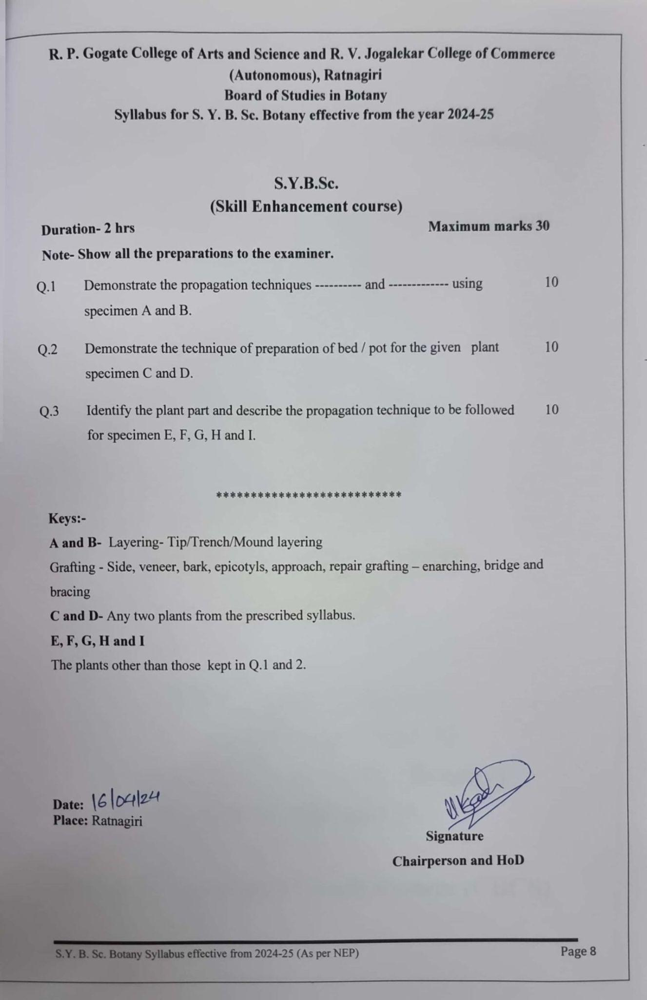 R. P. Gogate College of Arts and Science and R. V. Jogalekar College of Commerce
(Autonomous), Ratnagiri
Board of Studies in Botany
Syllabus for S. Y. B. Sc. Botany effective from the year 2024-25
S.Y.B.Sc.
(Skill Enhancement course)
Duration- 2 hrs Maximum marks 30
Note- Show all the preparations to the examiner.
Q.1 Demonstrate the propagation techniques ---------- and ------------- using 10
specimen A and B.
Q.2 Demonstrate the technique of preparation of bed / pot for the given plant 10
specimen C and D.
Q.3 Identify the plant part and describe the propagation technique to be followed 10
for specimen E, F, G, H and I.
***************************
Keys:-
A and B- Layering- Tip/Trench/Mound layering
Grafting - Side, veneer, bark, epicotyls, approach, repair grafting – enarching, bridge and
bracing
C and D- Any two plants from the prescribed syllabus.
E, F, G, H and I
The plants other than those kept in Q.1 and 2.
Date: 16/04/24
Place: Ratnagiri
Signature
Chairperson and HoD
S.Y. B. Sc. Botany Syllabus effective from 2024-25 (As per NEP) Page 8